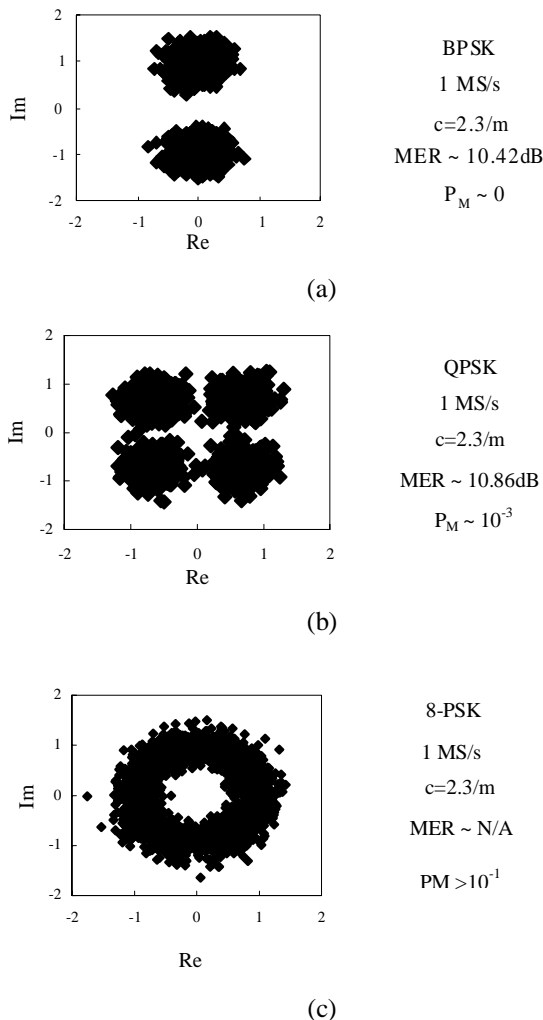 2
1
0
-1
-2
-2 -1 0 1 2
Im
Re
BPSK
1 MS/s
c=2.3/m
MER ~ 10.42dB
P_M ~ 0
(a)
2
1
0
-1
-2
-2 -1 0 1 2
Im
Re
QPSK
1 MS/s
c=2.3/m
MER ~ 10.86dB
P_M ~ 10^-3
(b)
2
1
0
-1
-2
-2 -1 0 1 2
Im
Re
8-PSK
1 MS/s
c=2.3/m
MER ~ N/A
PM >10^-1
(c)